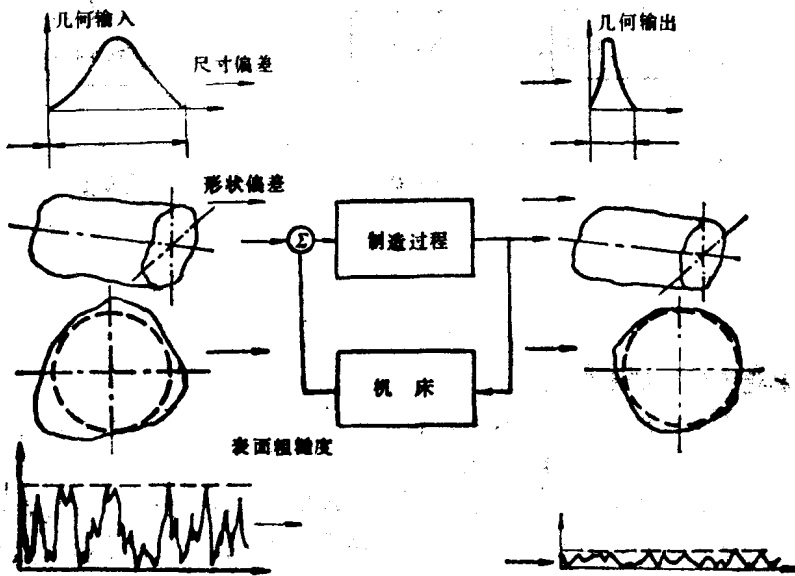 几何输入
几何输出
尺寸偏差
形状偏差
Σ
制造过程
机 床
表面粗糙度